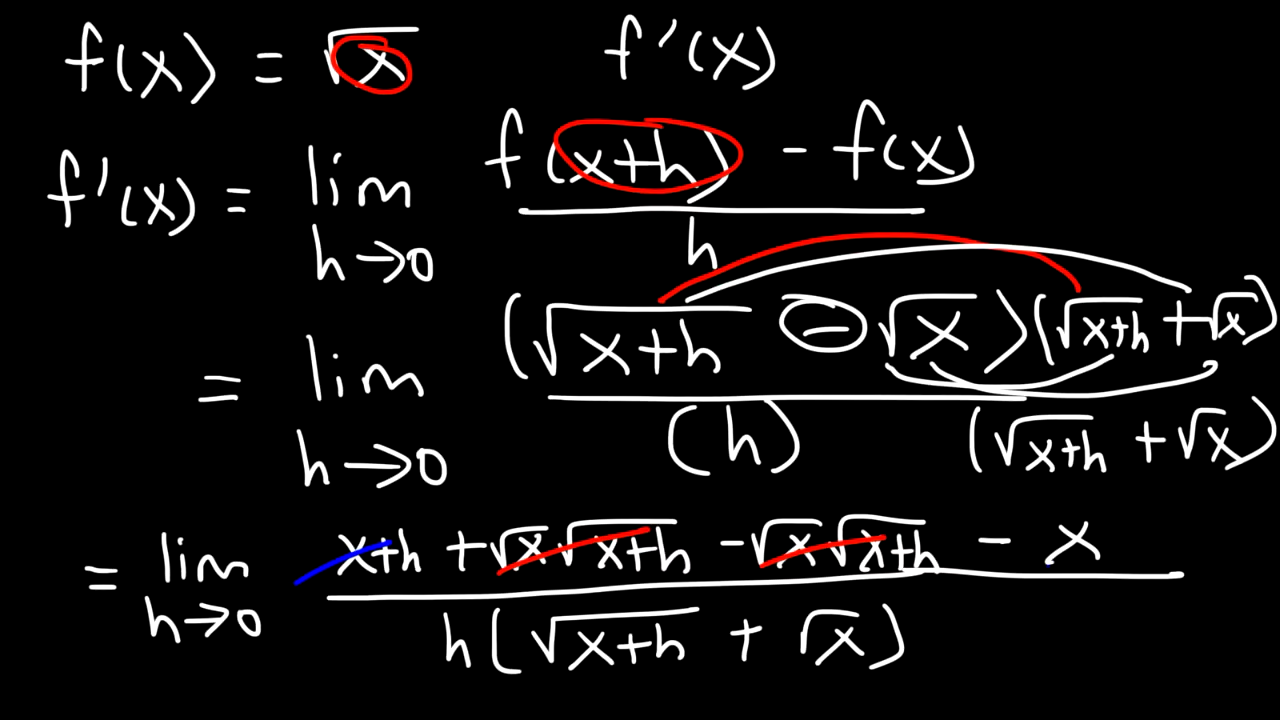 f(x) = √x f'(x)
f'(x) = lim h→0 f(x+h) - f(x) / h
= lim h→0 (√x+h - √x)(√x+h + √x) / (h) (√x+h + √x)
= lim h→0 x+h + √x√x+h - √x√x+h - x / h(√x+h + √x)